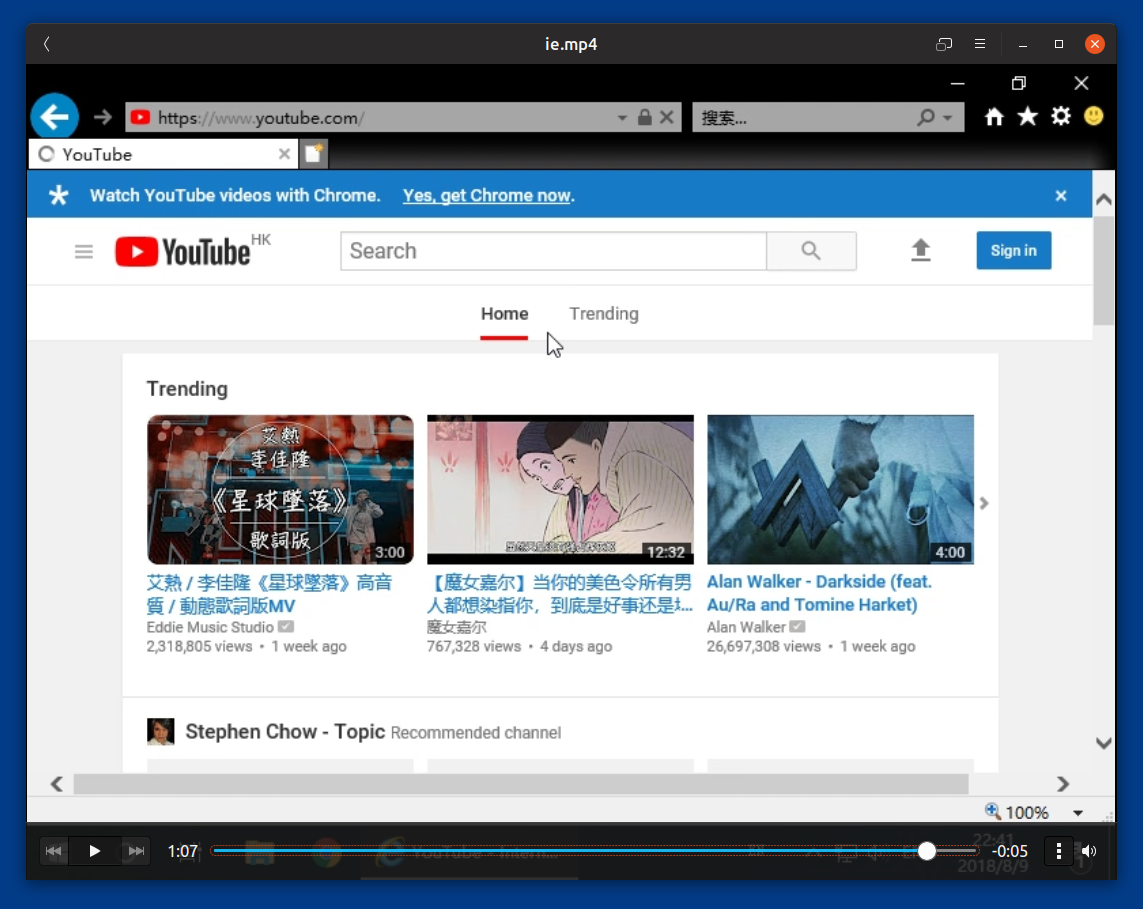 ie.mp4
https://www.youtube.com/
搜索...
YouTube
Watch YouTube videos with Chrome. Yes, get Chrome now.
YouTube HK
Search
Sign in
Home
Trending
Trending
艾熱
李佳隆
《星球墜落》
歌詞版
3:00
12:32
4:00
艾熱 / 李佳隆《星球墜落》高音
質 / 動態歌詞版MV
Eddie Music Studio
2,318,805 views • 1 week ago
【魔女嘉尔】当你的美色令所有男
人都想染指你，到底是好事还是...
魔女嘉尔
767,328 views • 4 days ago
Alan Walker - Darkside (feat.
Au/Ra and Tomine Harket)
Alan Walker
26,697,308 views • 1 week ago
Stephen Chow - Topic Recommended channel
100%
1:07
YouTube - Intern...
22:41
2018/8/9
-0:05